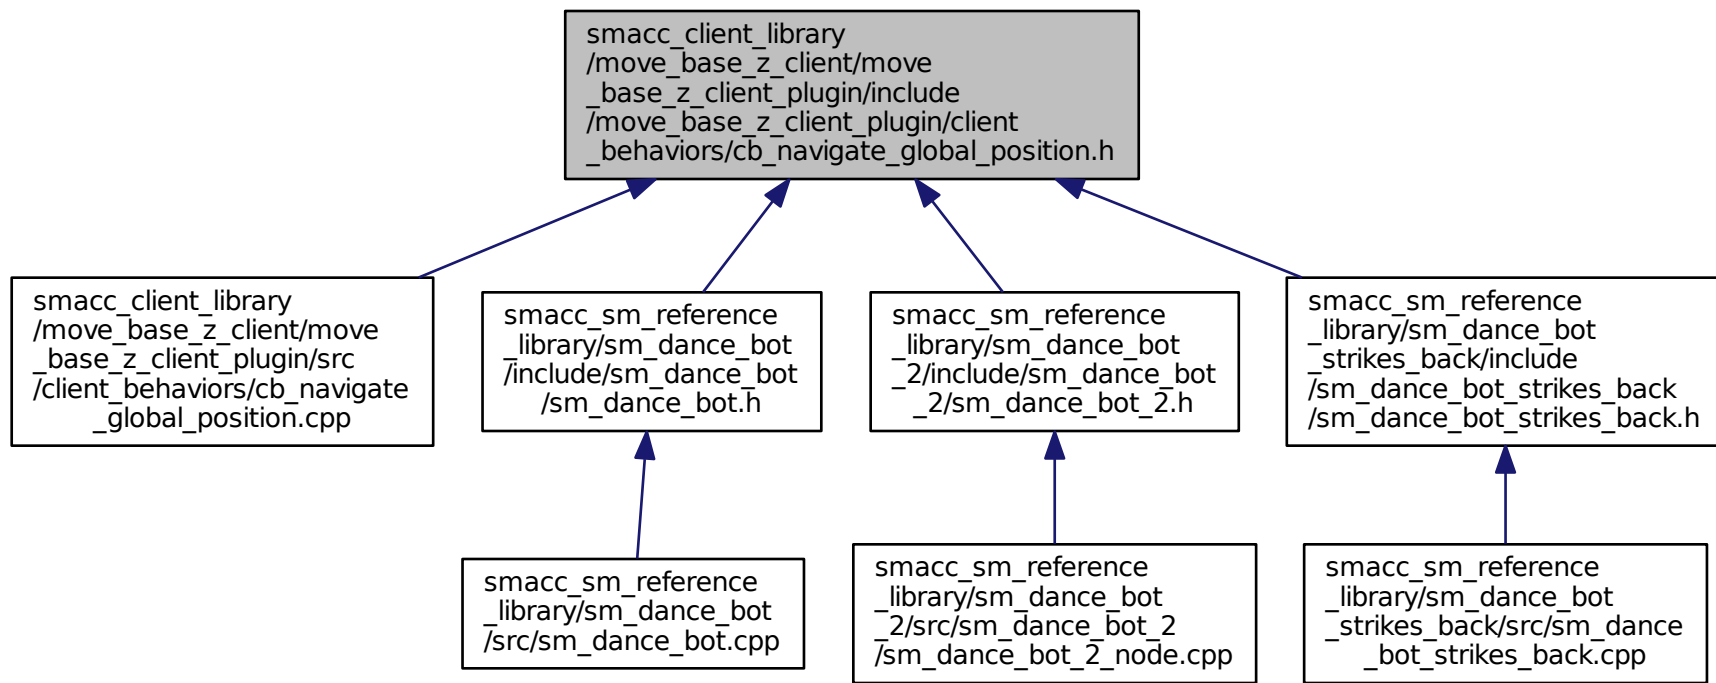 smacc_client_library
/move_base_z_client/move
_base_z_client_plugin/include
/move_base_z_client_plugin/client
_behaviors/cb_navigate_global_position.h
smacc_client_library
/move_base_z_client/move
_base_z_client_plugin/src
/client_behaviors/cb_navigate
_global_position.cpp
smacc_sm_reference
_library/sm_dance_bot
/include/sm_dance_bot
/sm_dance_bot.h
smacc_sm_reference
_library/sm_dance_bot
_2/include/sm_dance_bot
_2/sm_dance_bot_2.h
smacc_sm_reference
_library/sm_dance_bot
_strikes_back/include
/sm_dance_bot_strikes_back
/sm_dance_bot_strikes_back.h
smacc_sm_reference
_library/sm_dance_bot
/src/sm_dance_bot.cpp
smacc_sm_reference
_library/sm_dance_bot
_2/src/sm_dance_bot_2
/sm_dance_bot_2_node.cpp
smacc_sm_reference
_library/sm_dance_bot
_strikes_back/src/sm_dance
_bot_strikes_back.cpp